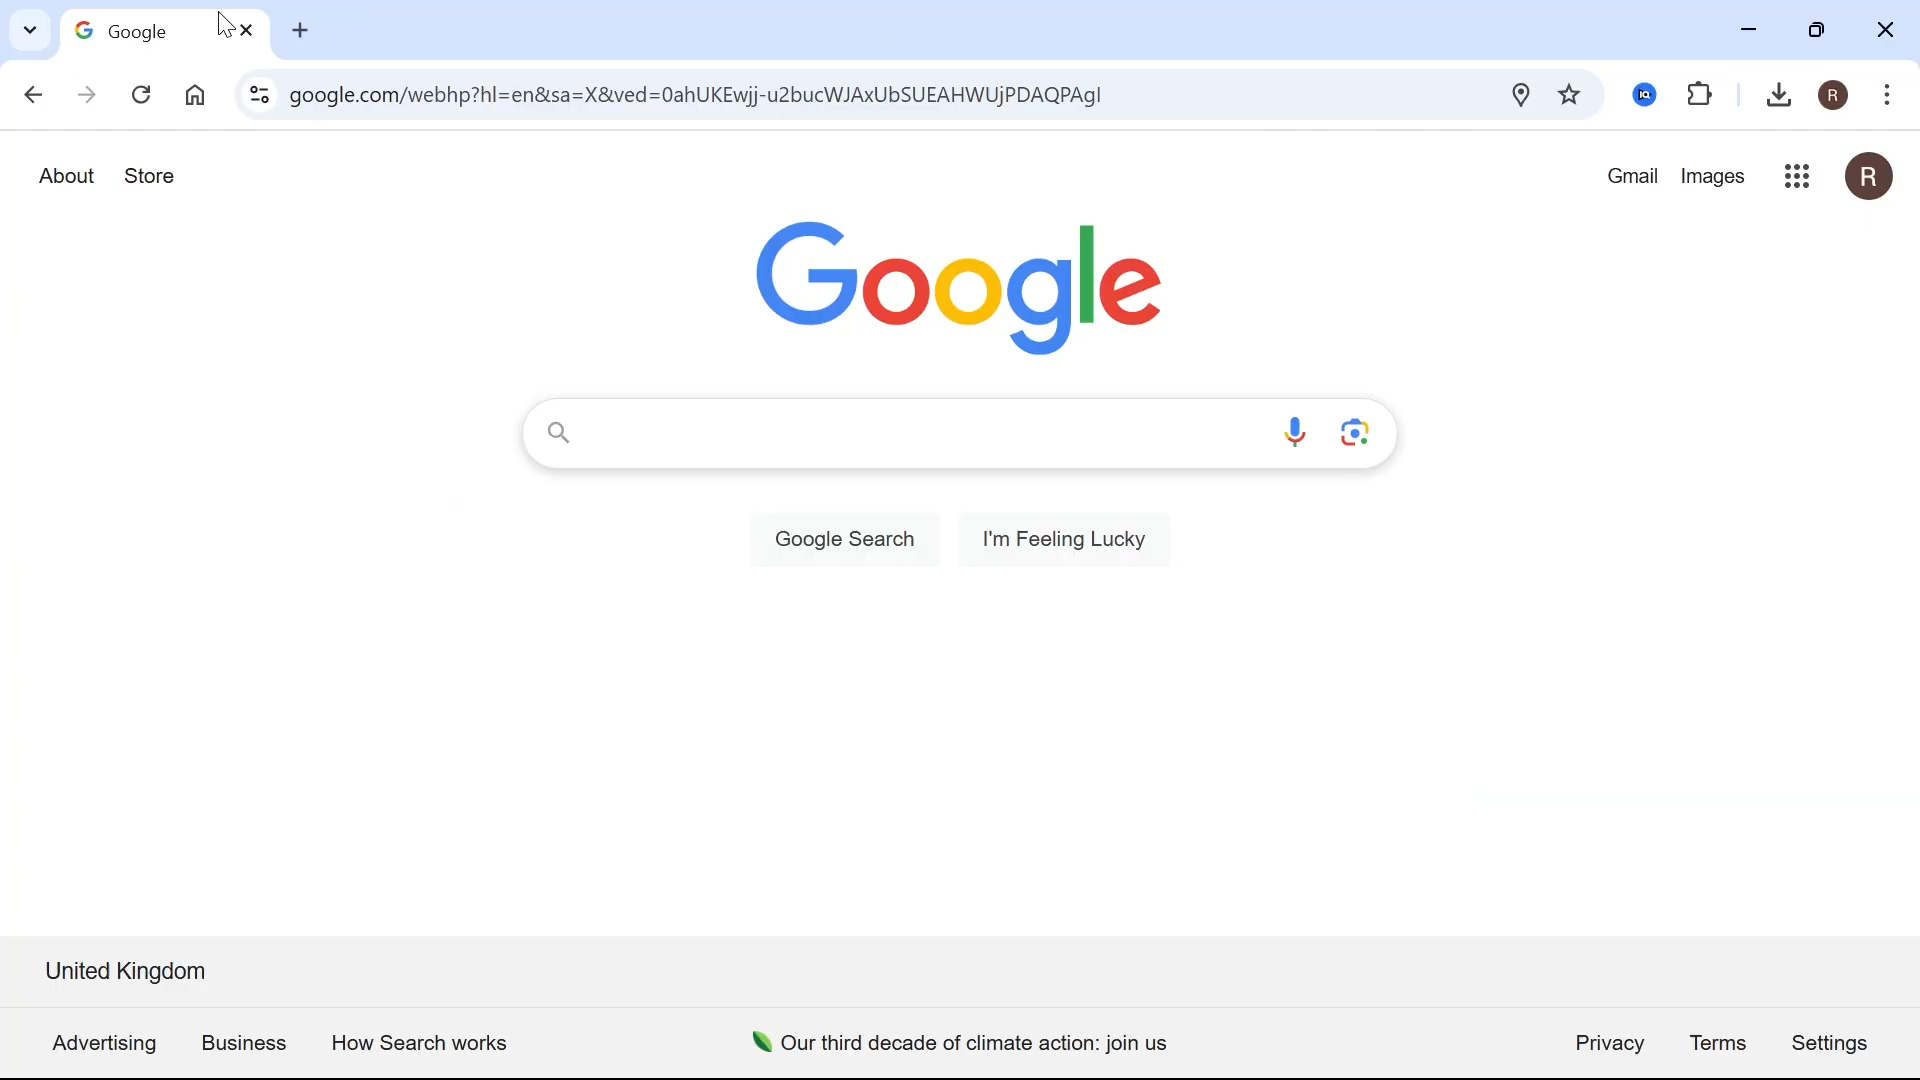 Google
google.com/webhp?hl=en&sa=X&ved=0ahUKEwjj-u2bucWJAxUbSUEAHWUjPDAQPAgI
R
About Store
Gmail Images
R
Google
Google Search I'm Feeling Lucky
United Kingdom
Advertising Business How Search works
Our third decade of climate action: join us
Privacy Terms Settings